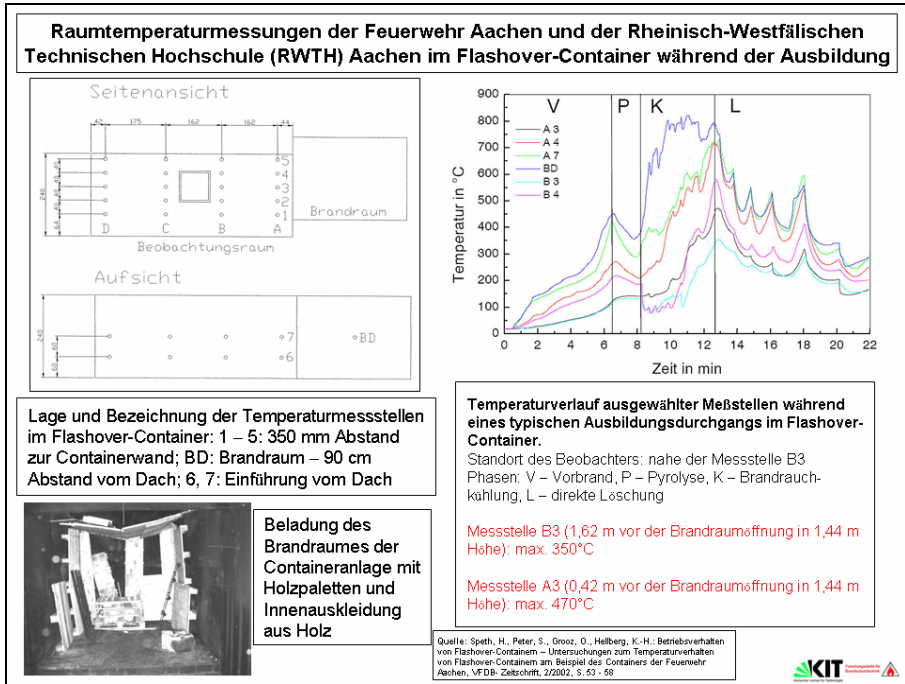 Raumtemperaturmessungen der Feuerwehr Aachen und der Rheinisch-Westfälischen
Technischen Hochschule (RWTH) Aachen im Flashover-Container während der Ausbildung
Seitenansicht
42
175
162
162
44
240
40
40
40
40
64
5
4
3
2
1
D
C
B
A
Brandraum
Beobachtungsraum
Aufsicht
240
60
60
7
6
BD
V
P
K
L
A 3
A 4
A 7
BD
B 3
B 4
Temperatur in °C
900
800
700
600
500
400
300
200
100
0
0 2 4 6 8 10 12 14 16 18 20 22
Zeit in min
Lage und Bezeichnung der Temperaturmessstellen
im Flashover-Container: 1 – 5: 350 mm Abstand
zur Containerwand; BD: Brandraum – 90 cm
Abstand vom Dach; 6, 7: Einführung vom Dach
Temperaturverlauf ausgewählter Meßstellen während
eines typischen Ausbildungsdurchgangs im Flashover-
Container.
Standort des Beobachters: nahe der Messstelle B3
Phasen: V – Vorbrand, P – Pyrolyse, K – Brandrauch-
kühlung, L – direkte Löschung
Messstelle B3 (1,62 m vor der Brandraumöffnung in 1,44 m
Höhe): max. 350°C
Messstelle A3 (0,42 m vor der Brandraumöffnung in 1,44 m
Höhe): max. 470°C
Beladung des
Brandraumes der
Containeranlage mit
Holzpaletten und
Innenauskleidung
aus Holz
Quelle: Speth, H., Peter, S., Grooz, O., Hellberg, K.-H.: Betriebsverhalten
von Flashover-Containern – Untersuchungen zum Temperaturverhalten
von Flashover-Containern am Beispiel des Containers der Feuerwehr
Aachen, VFDB- Zeitschrift, 2/2002, S. 53 - 58
KIT
Forschungsstelle für
Brandschutztechnik